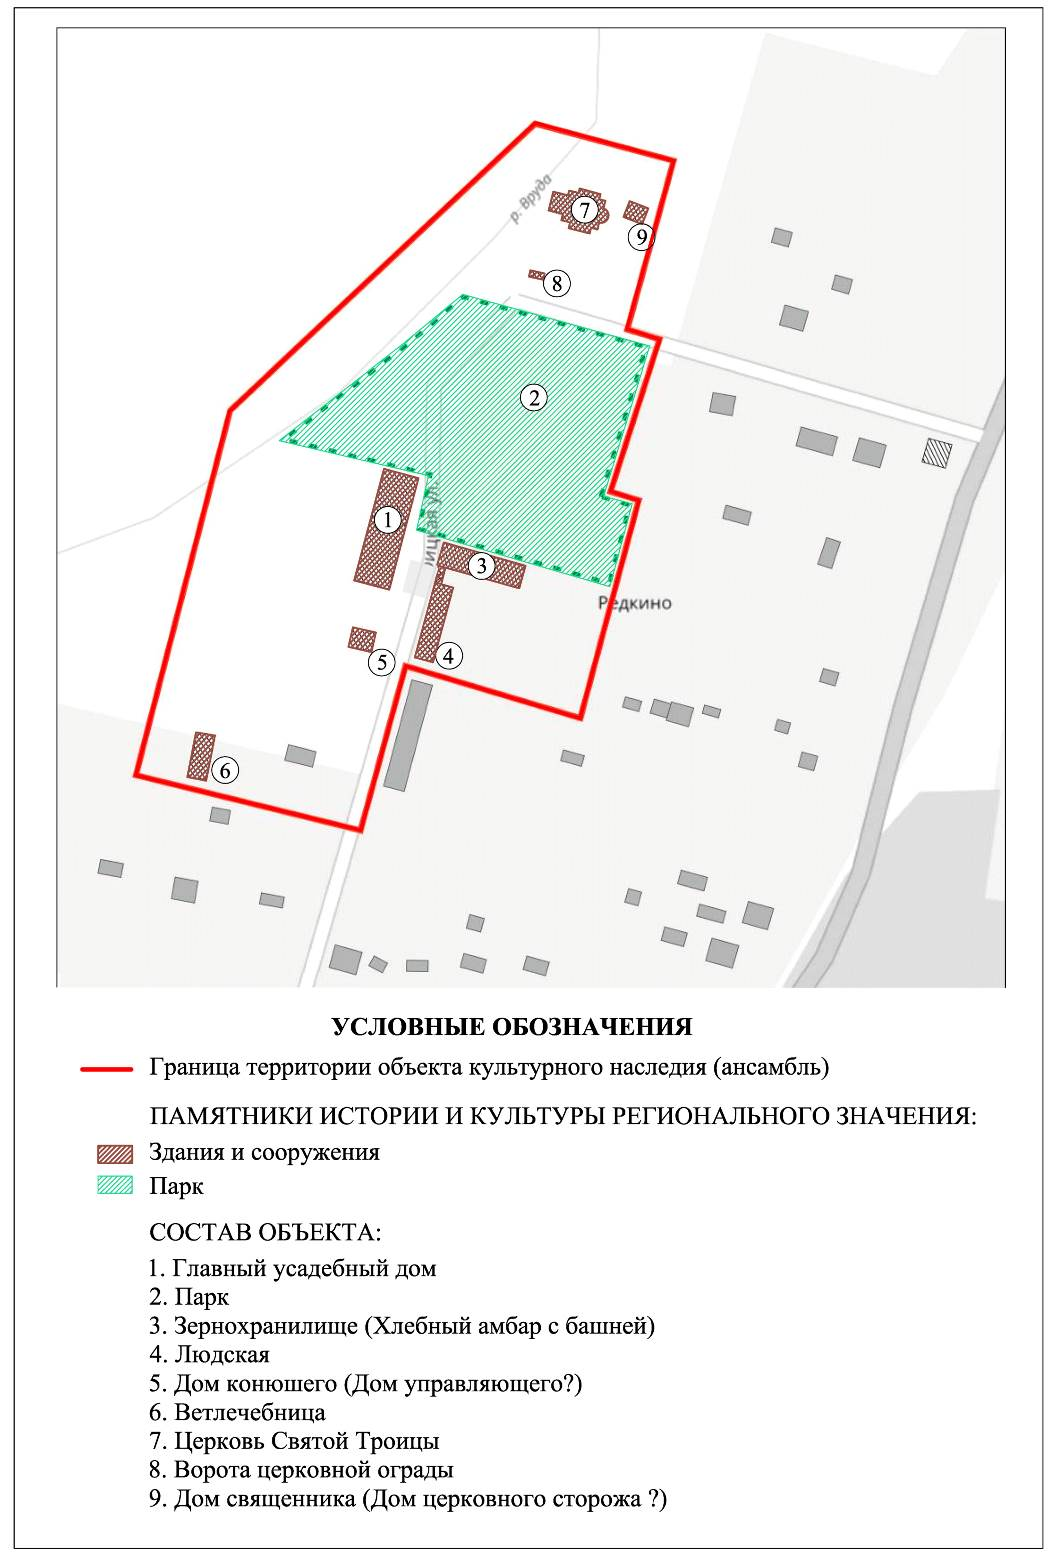 р. Вруда
7
9
8
2
1
ицкая ул.
3
Редкино
4
5
6
УСЛОВНЫЕ ОБОЗНАЧЕНИЯ
Граница территории объекта культурного наследия (ансамбль)
ПАМЯТНИКИ ИСТОРИИ И КУЛЬТУРЫ РЕГИОНАЛЬНОГО ЗНАЧЕНИЯ:
Здания и сооружения
Парк
СОСТАВ ОБЪЕКТА:
1. Главный усадебный дом
2. Парк
3. Зернохранилище (Хлебный амбар с башней)
4. Людская
5. Дом конюшего (Дом управляющего?)
6. Ветлечебница
7. Церковь Святой Троицы
8. Ворота церковной ограды
9. Дом священника (Дом церковного сторожа ?)